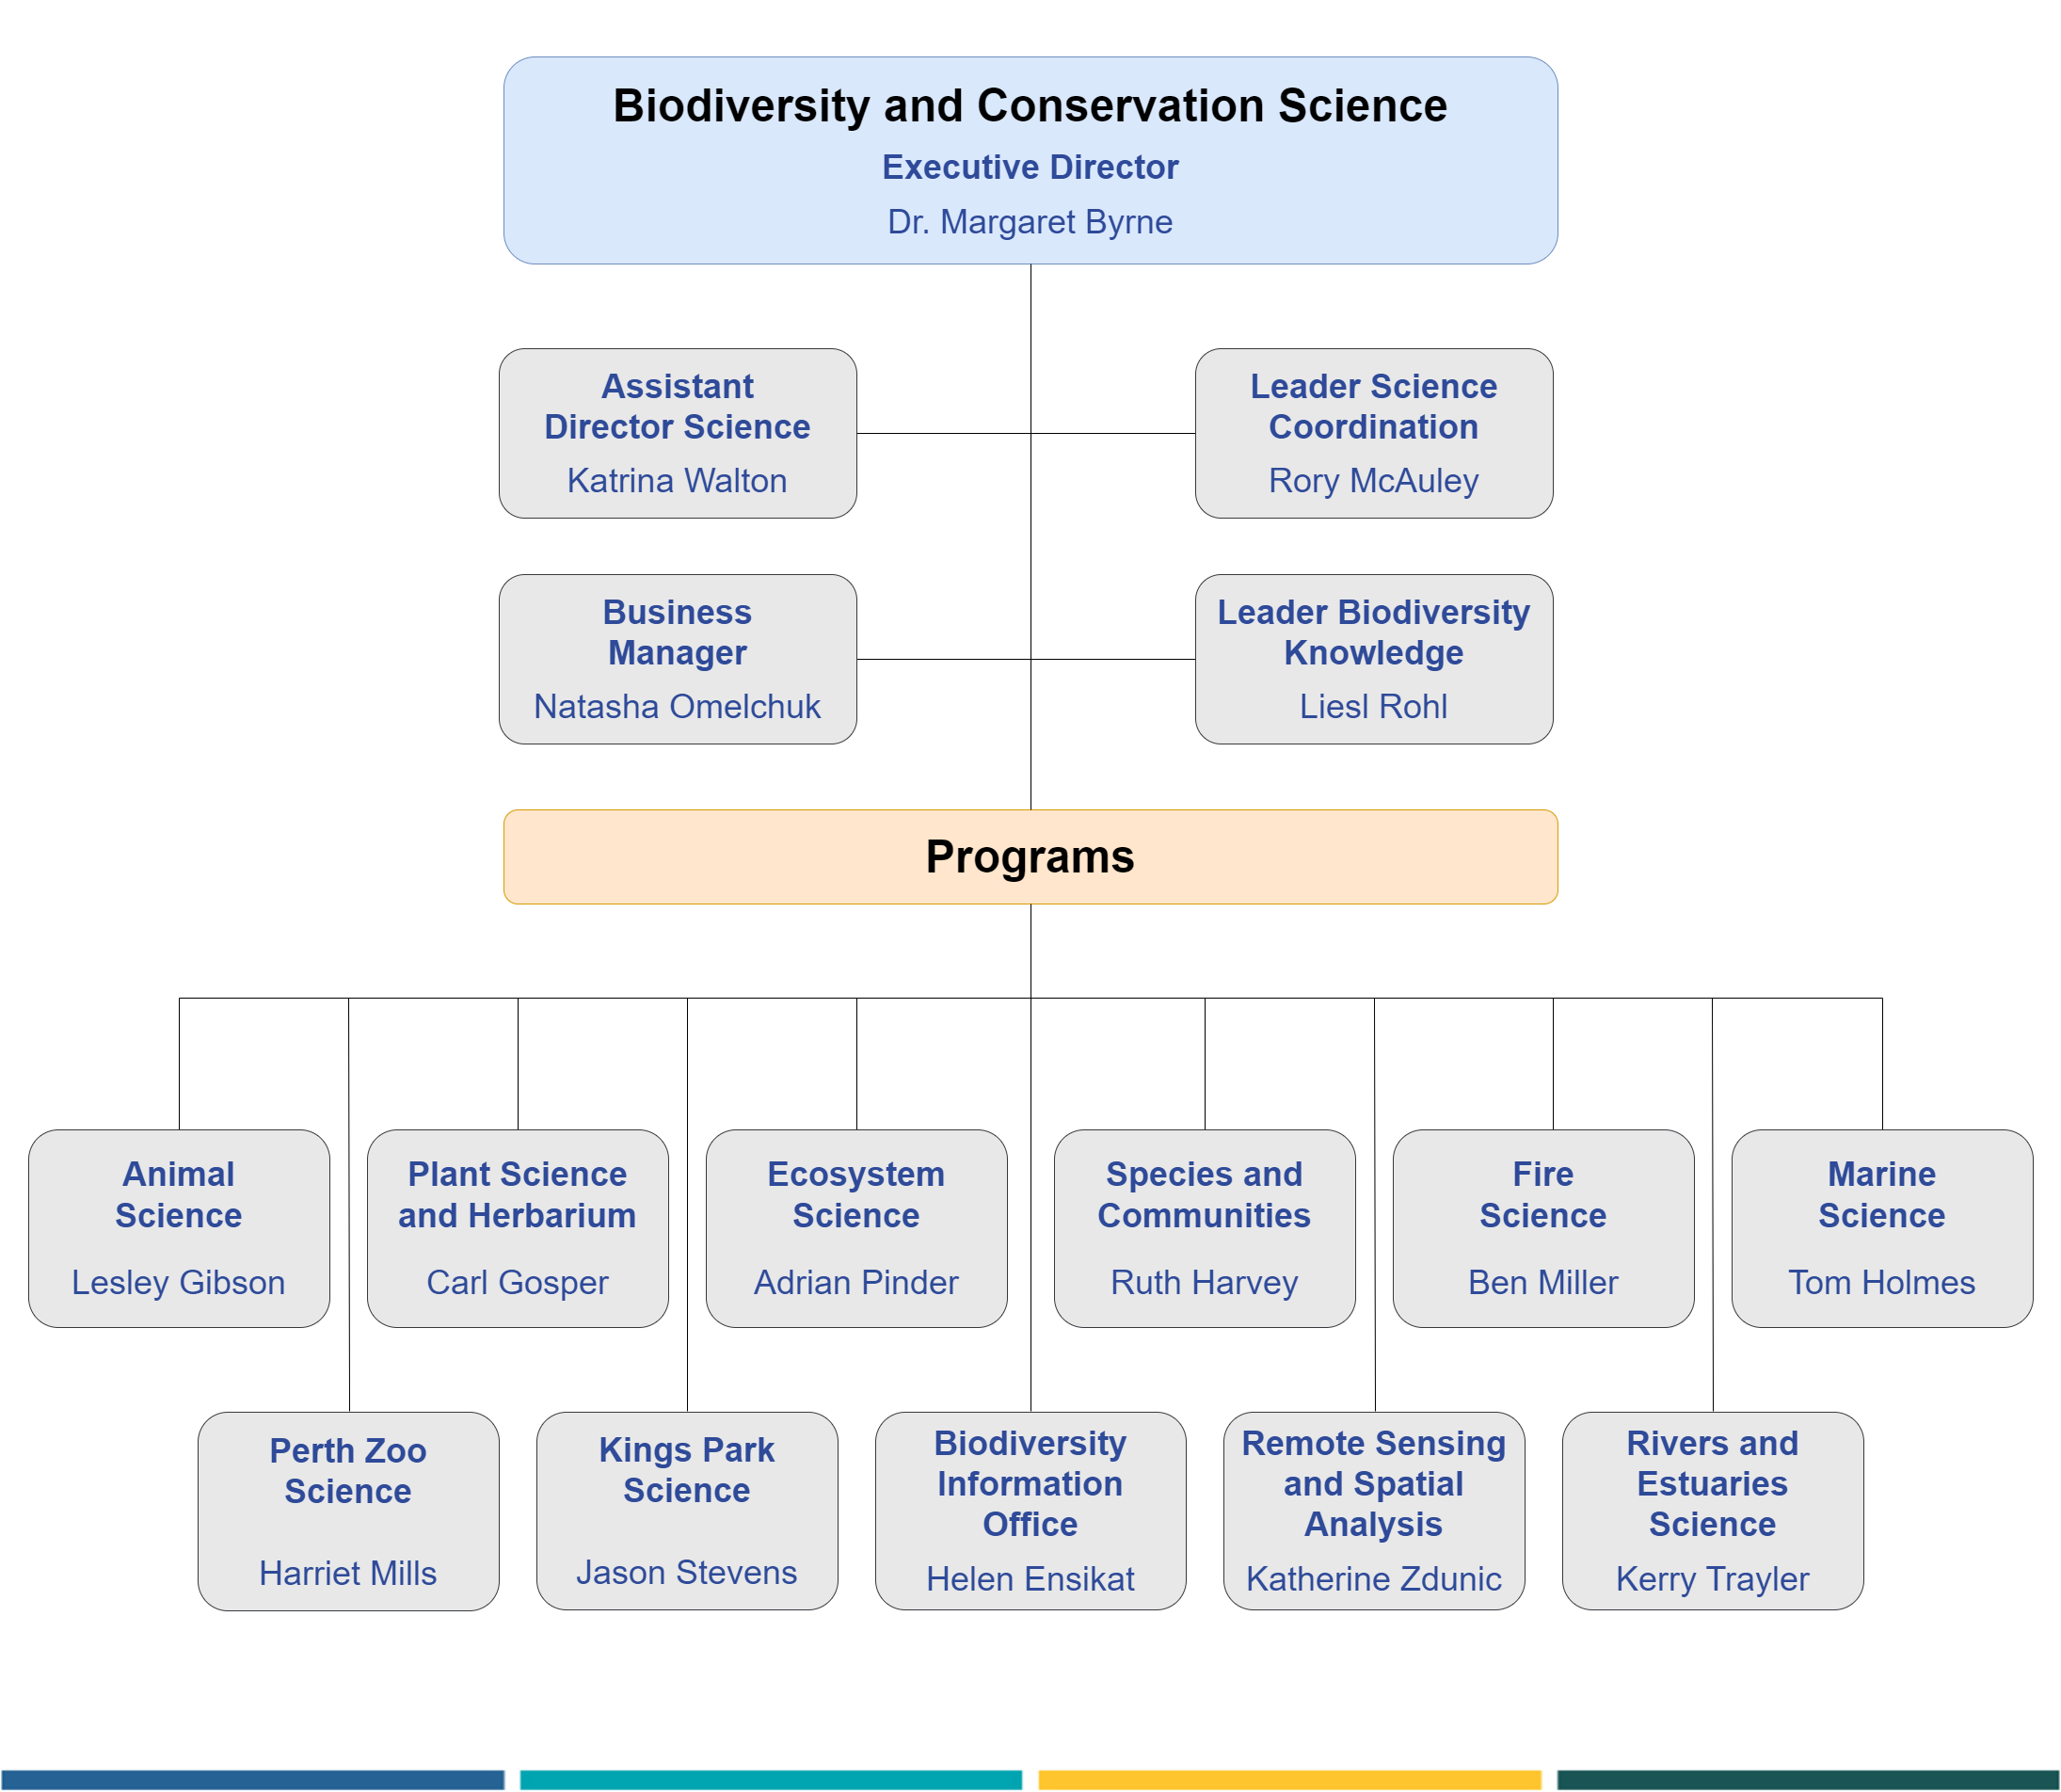 Biodiversity and Conservation Science
Executive Director
Dr. Margaret Byrne
Assistant
Director Science
Katrina Walton
Leader Science
Coordination
Rory McAuley
Business
Manager
Natasha Omelchuk
Leader Biodiversity
Knowledge
Liesl Rohl
Programs
Animal
Science
Lesley Gibson
Plant Science
and Herbarium
Carl Gosper
Ecosystem
Science
Adrian Pinder
Species and
Communities
Ruth Harvey
Fire
Science
Ben Miller
Marine
Science
Tom Holmes
Perth Zoo
Science
Harriet Mills
Kings Park
Science
Jason Stevens
Biodiversity
Information
Office
Helen Ensikat
Remote Sensing
and Spatial
Analysis
Katherine Zdunic
Rivers and
Estuaries
Science
Kerry Trayler